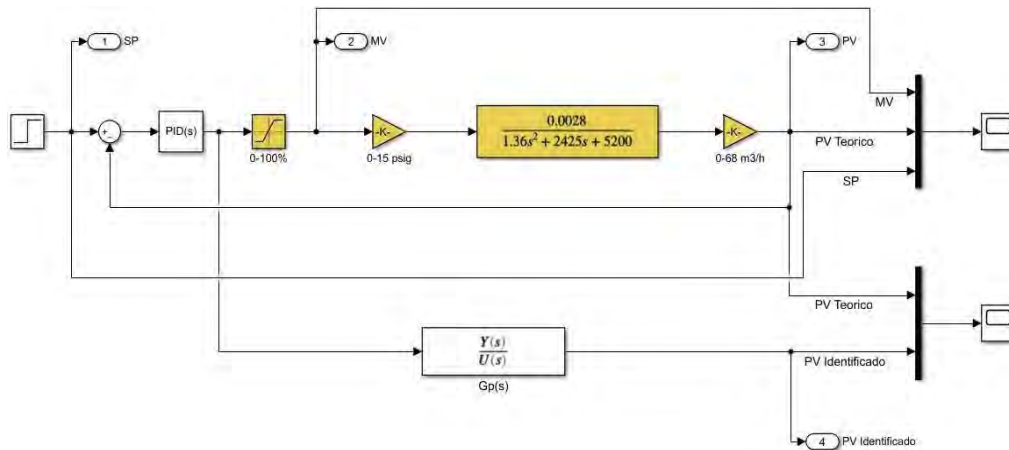 1 SP
2 MV
3 PV
MV
+
-
PID(s)
0-100%
-K-
0-15 psig
0.0028
1.36s² + 2425s + 5200
-K-
0-68 m3/h
PV Teorico
SP
PV Teorico
Y(s)
U(s)
Gp(s)
PV Identificado
4 PV Identificado